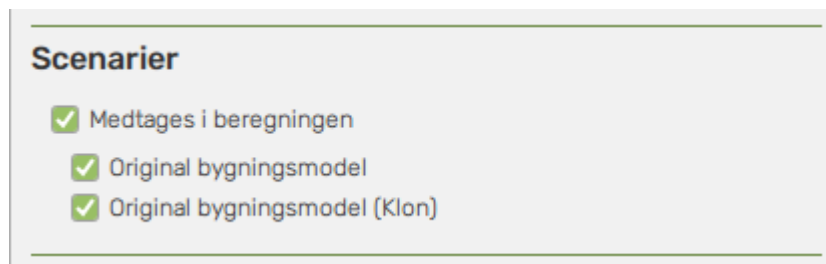 Scenarier
Medtages i beregningen
Original bygningsmodel
Original bygningsmodel (Klon)